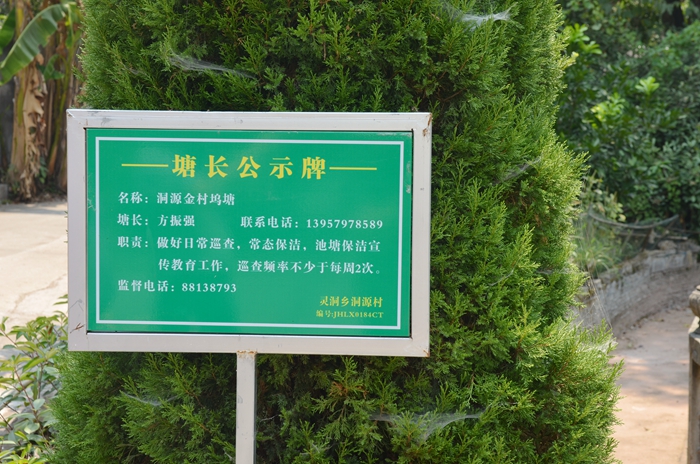 塘长公示牌
名称：洞源金村坞塘
塘长：方振强 联系电话：13957978589
职责：做好日常巡查，常态保洁，池塘保洁宣
传教育工作，巡查频率不少于每周2次。
监督电话：88138793
灵洞乡洞源村
编号:JHLX0184CT